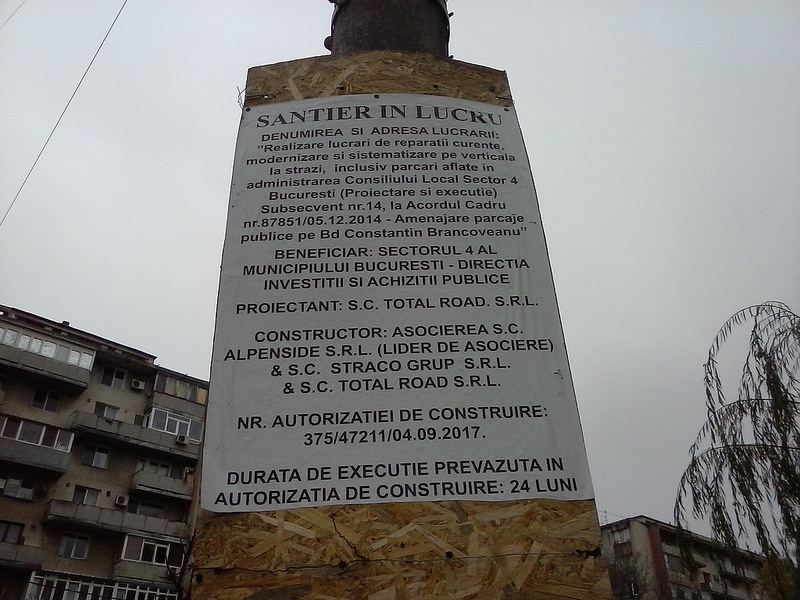 SANTIER IN LUCRU
DENUMIREA SI ADRESA LUCRARII:
"Realizare lucrari de reparatii curente,
modernizare si sistematizare pe verticala
la strazi, inclusiv parcari aflate in
administrarea Consiliului Local Sector 4
Bucuresti (Proiectare si executie)
Subsecvent nr.14, la Acordul Cadru
nr.87851/05.12.2014 - Amenajare parcaje
publice pe Bd Constantin Brancoveanu"
BENEFICIAR: SECTORUL 4 AL
MUNICIPIULUI BUCURESTI - DIRECTIA
INVESTITII SI ACHIZITII PUBLICE
PROIECTANT: S.C. TOTAL ROAD. S.R.L.
CONSTRUCTOR: ASOCIEREA S.C.
ALPENSIDE S.R.L. (LIDER DE ASOCIERE)
& S.C. STRACO GRUP S.R.L.
& S.C. TOTAL ROAD S.R.L.
NR. AUTORIZATIEI DE CONSTRUIRE:
375/47211/04.09.2017.
DURATA DE EXECUTIE PREVAZUTA IN
AUTORIZATIA DE CONSTRUIRE: 24 LUNI